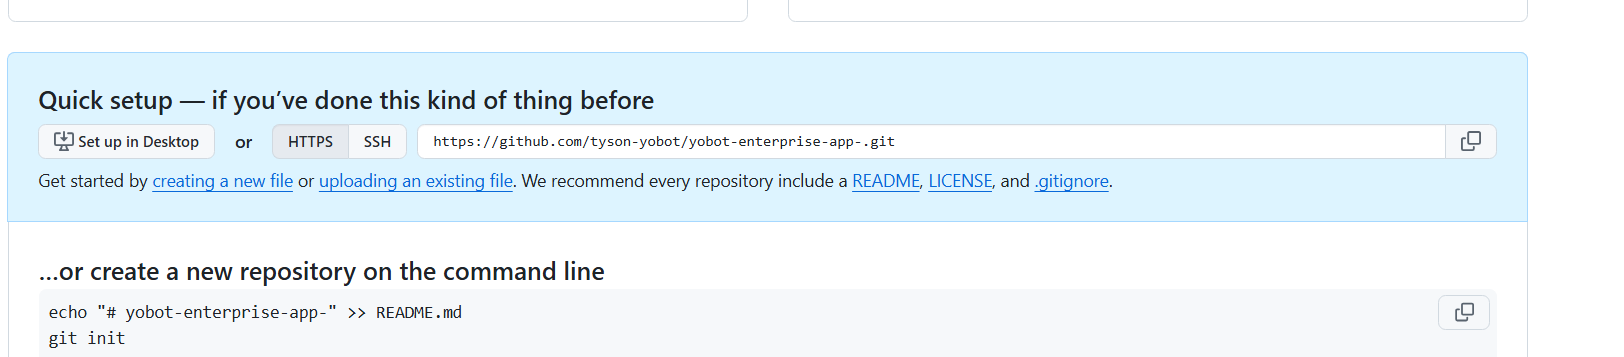 Quick setup — if you’ve done this kind of thing before
Set up in Desktop or HTTPS SSH https://github.com/tyson-yobot/yobot-enterprise-app-.git
Get started by creating a new file or uploading an existing file. We recommend every repository include a README, LICENSE, and .gitignore.
…or create a new repository on the command line
echo "# yobot-enterprise-app-" >> README.md
git init